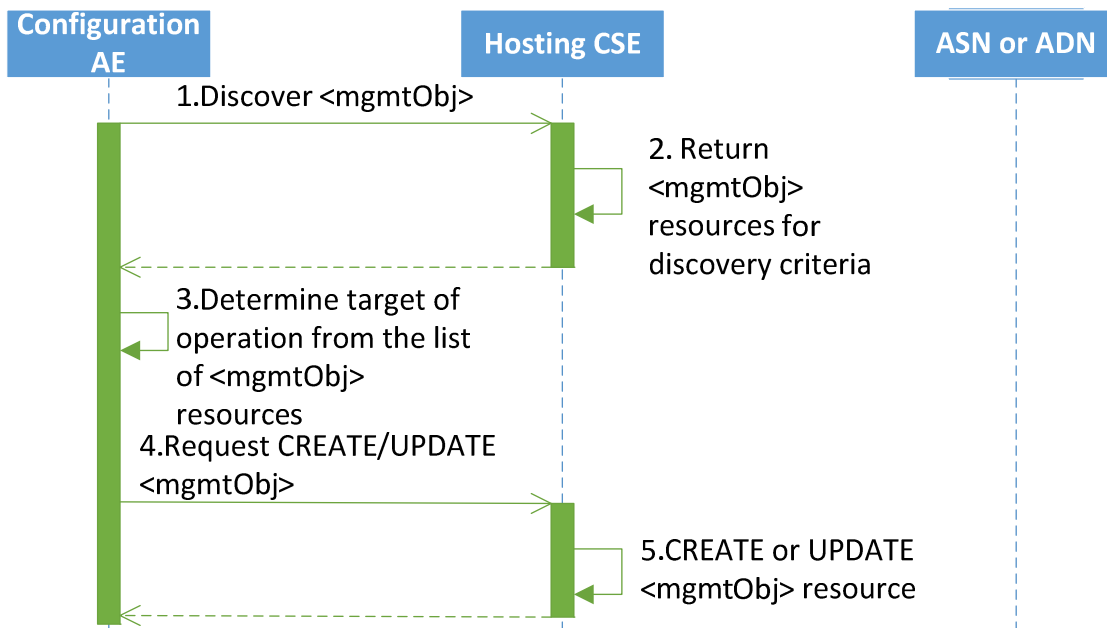 Configuration
AE
Hosting CSE
ASN or ADN
1.Discover <mgmtObj>
2. Return
<mgmtObj>
resources for
discovery criteria
3.Determine target of
operation from the list
of <mgmtObj>
resources
4.Request CREATE/UPDATE
<mgmtObj>
5.CREATE or UPDATE
<mgmtObj> resource